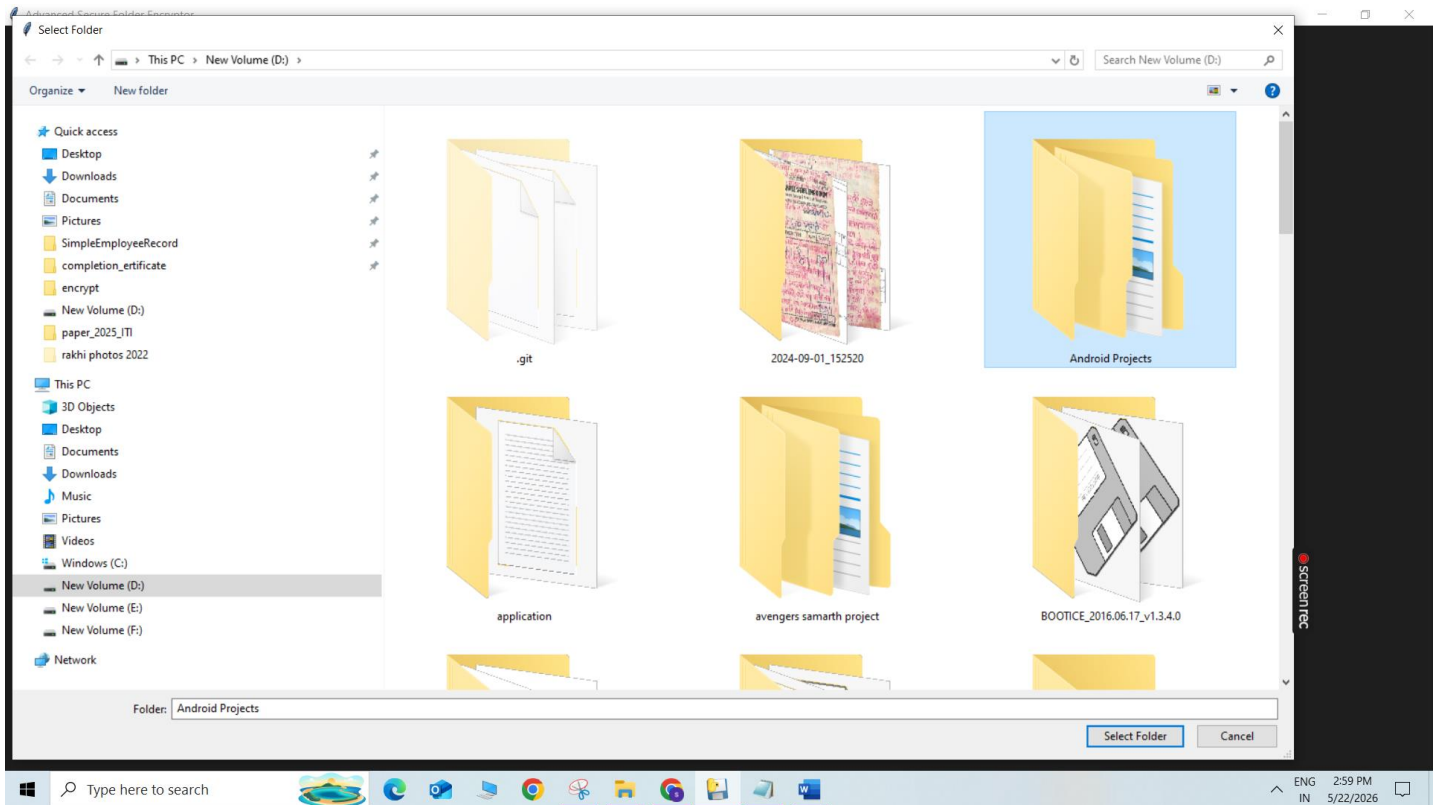 Advanced Secure Folder Encryptor
Select Folder
This PC > New Volume (D:) >
Search New Volume (D:)
Organize
New folder
Quick access
Desktop
Downloads
Documents
Pictures
SimpleEmployeeRecord
completion_ertificate
encrypt
New Volume (D:)
paper_2025_ITI
rakhi photos 2022
This PC
3D Objects
Desktop
Documents
Downloads
Music
Pictures
Videos
Windows (C:)
New Volume (D:)
New Volume (E:)
New Volume (F:)
Network
.git
2024-09-01_152520
Android Projects
application
avengers samarth project
BOOTICE_2016.06.17_v1.3.4.0
screenrec
Folder: Android Projects
Select Folder
Cancel
Type here to search
ENG 2:59 PM
IN 5/22/2026